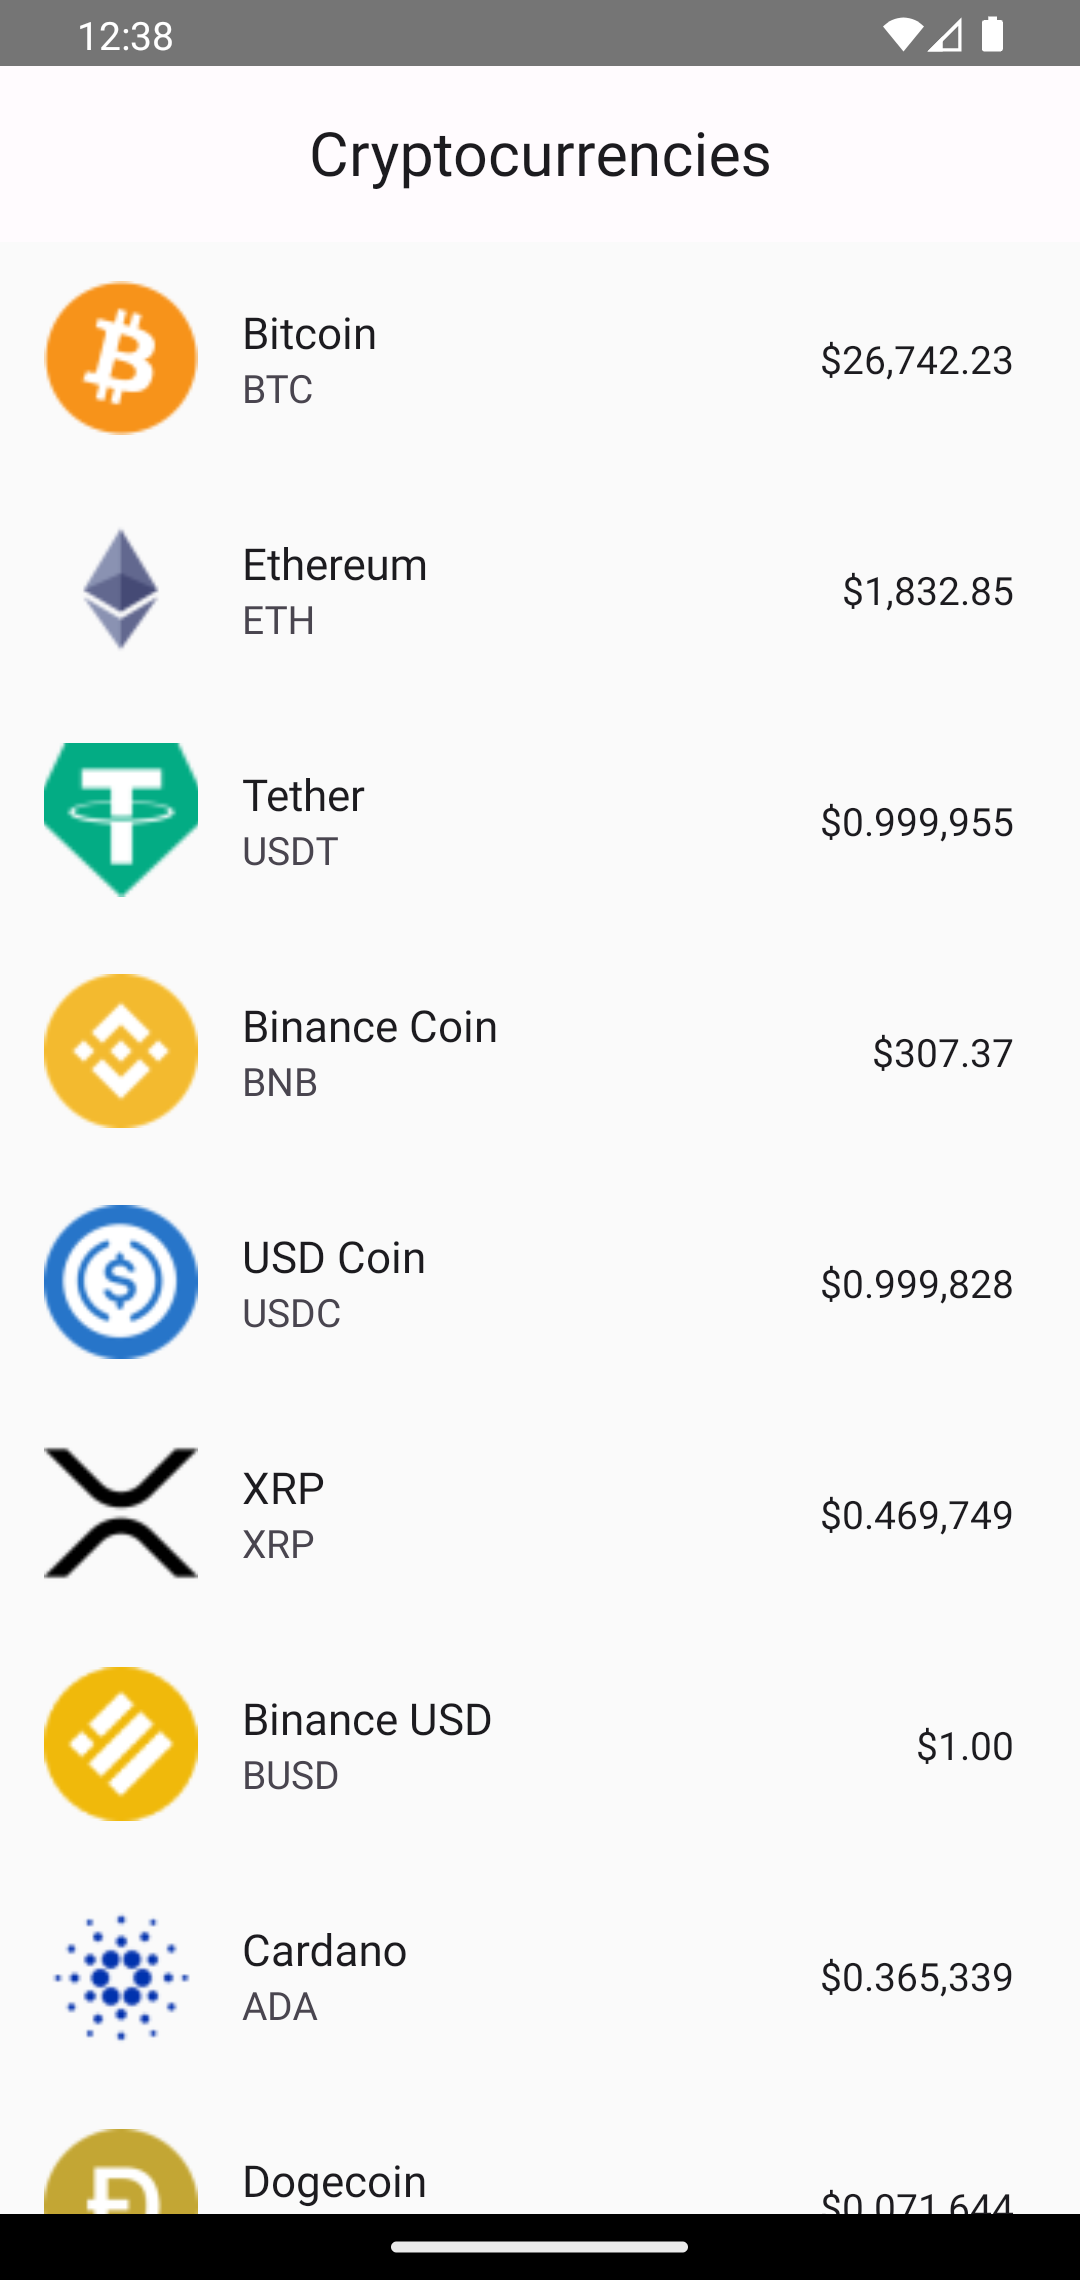 12:38
Cryptocurrencies
Bitcoin
BTC
$26,742.23
Ethereum
ETH
$1,832.85
Tether
USDT
$0.999,955
Binance Coin
BNB
$307.37
USD Coin
USDC
$0.999,828
XRP
XRP
$0.469,749
Binance USD
BUSD
$1.00
Cardano
ADA
$0.365,339
Dogecoin
$0.071,644